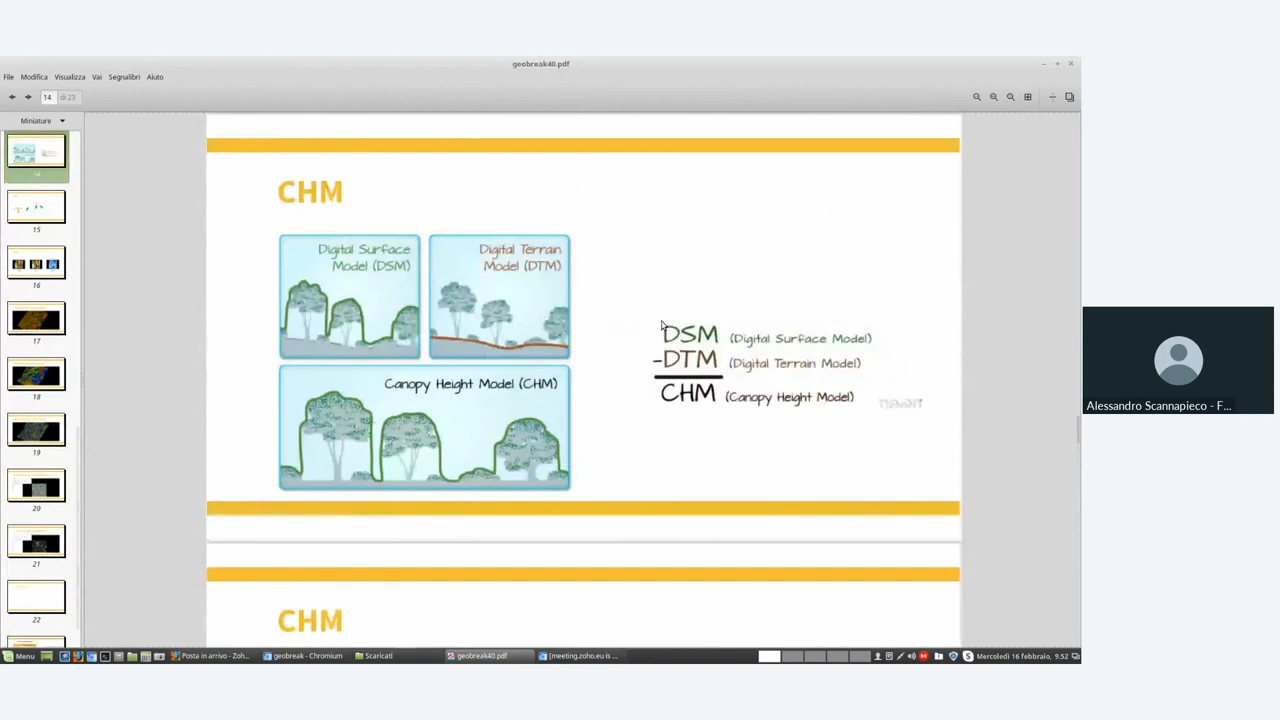 geobreak40.pdf
File Modifica Visualizza Vai Segnalibri Aiuto
14 di 23
Miniature
14
15
16
17
18
19
20
21
22
CHM
Digital Surface
Model (DSM)
Digital Terrain
Model (DTM)
Canopy Height Model (CHM)
DSM (Digital Surface Model)
-DTM (Digital Terrain Model)
CHM (Canopy Height Model)
CHM
Alessandro Scannapieco - F...
Menu
Posta in arrivo - Zoh...
geobreak - Chromium
Scaricati
geobreak40.pdf
[meeting.zoho.eu is ...
Mercoledì 16 febbraio, 9.52